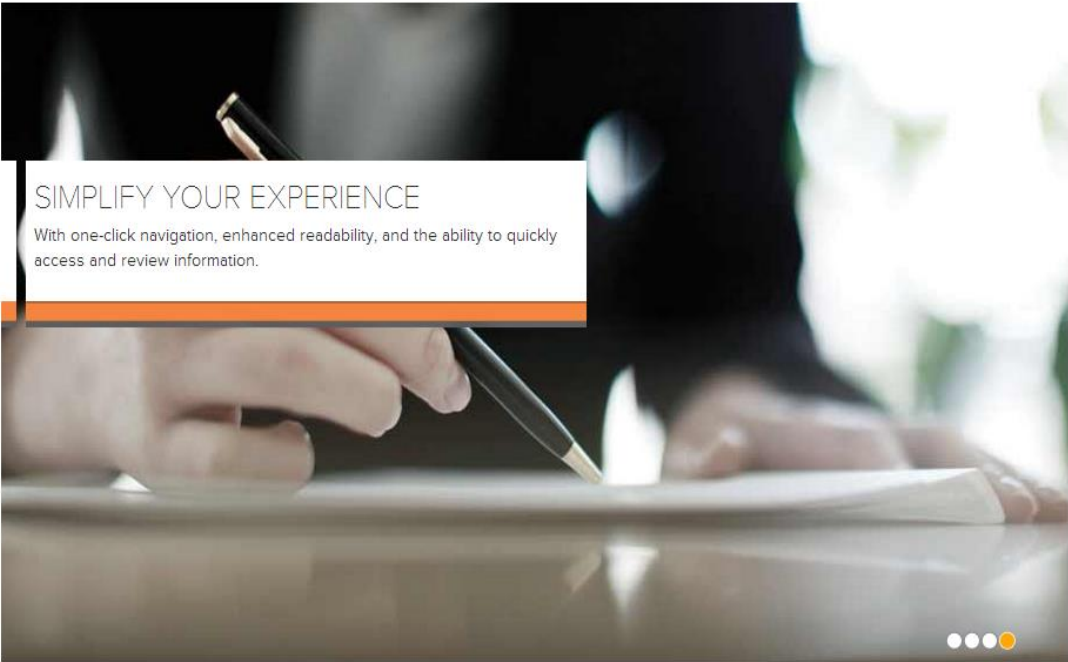 SIMPLIFY YOUR EXPERIENCE
With one-click navigation, enhanced readability, and the ability to quickly
access and review information.